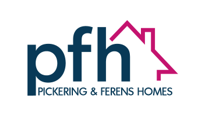 pfh
PICKERING & FERENS HOMES